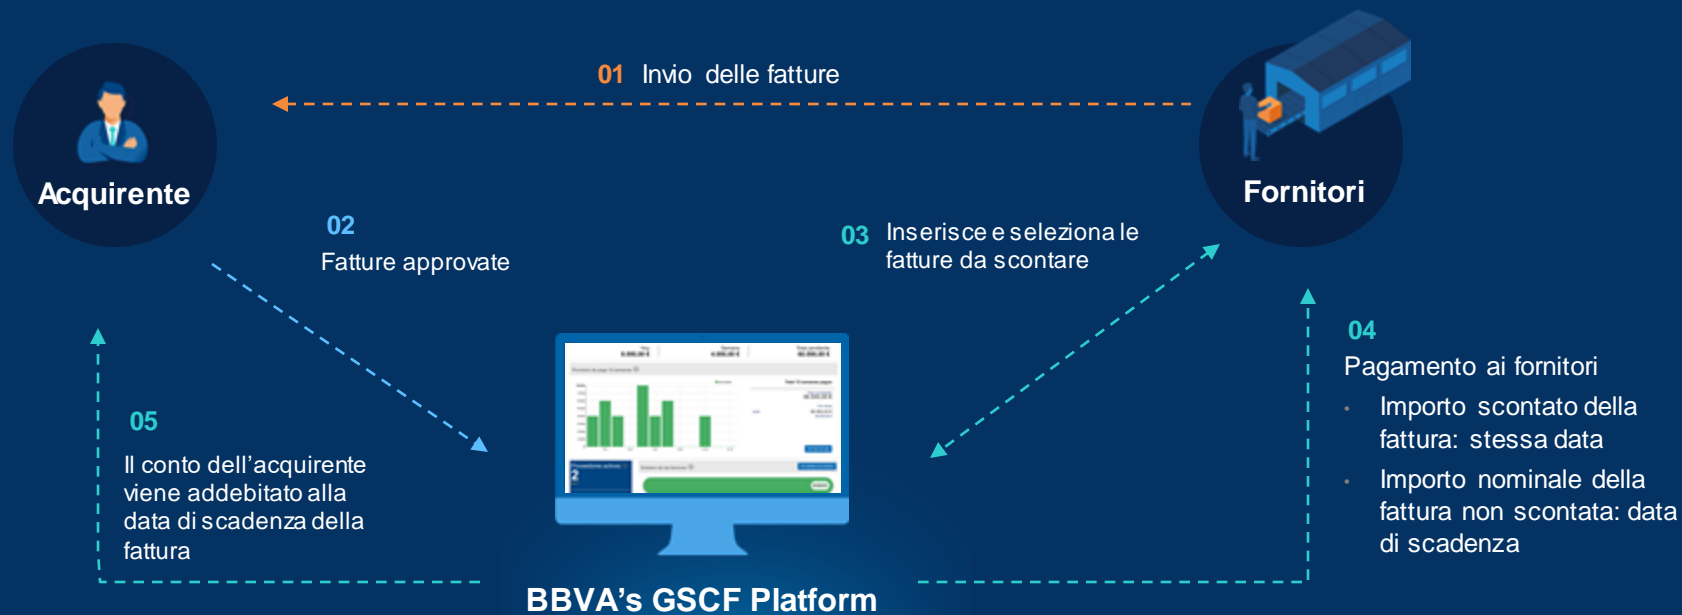 01 Invio delle fatture
Acquirente
Fornitori
02
Fatture approvate
03 Inserisce e seleziona le
fatture da scontare
04
Pagamento ai fornitori
• Importo scontato della
fattura: stessa data
• Importo nominale della
fattura non scontata: data
di scadenza
05
Il conto dell'acquirente
viene addebitato alla
data di scadenza della
fattura
2
BBVA's GSCF Platform